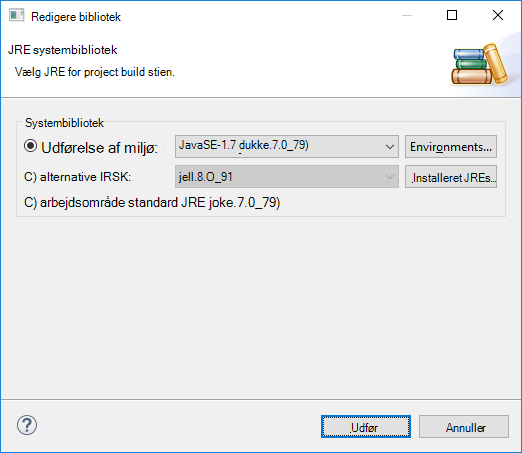 Redigere bibliotek
JRE systembibliotek
Vælg JRE for project build stien.
Systembibliotek
Udførelse af miljø:
JavaSE-1.7 dukke.7.0_79)
Environments...
C) alternative IRSK:
jell.8.O_91
Installeret JREs...
C) arbejdsområde standard JRE joke.7.0_79)
Udfør
Annuller